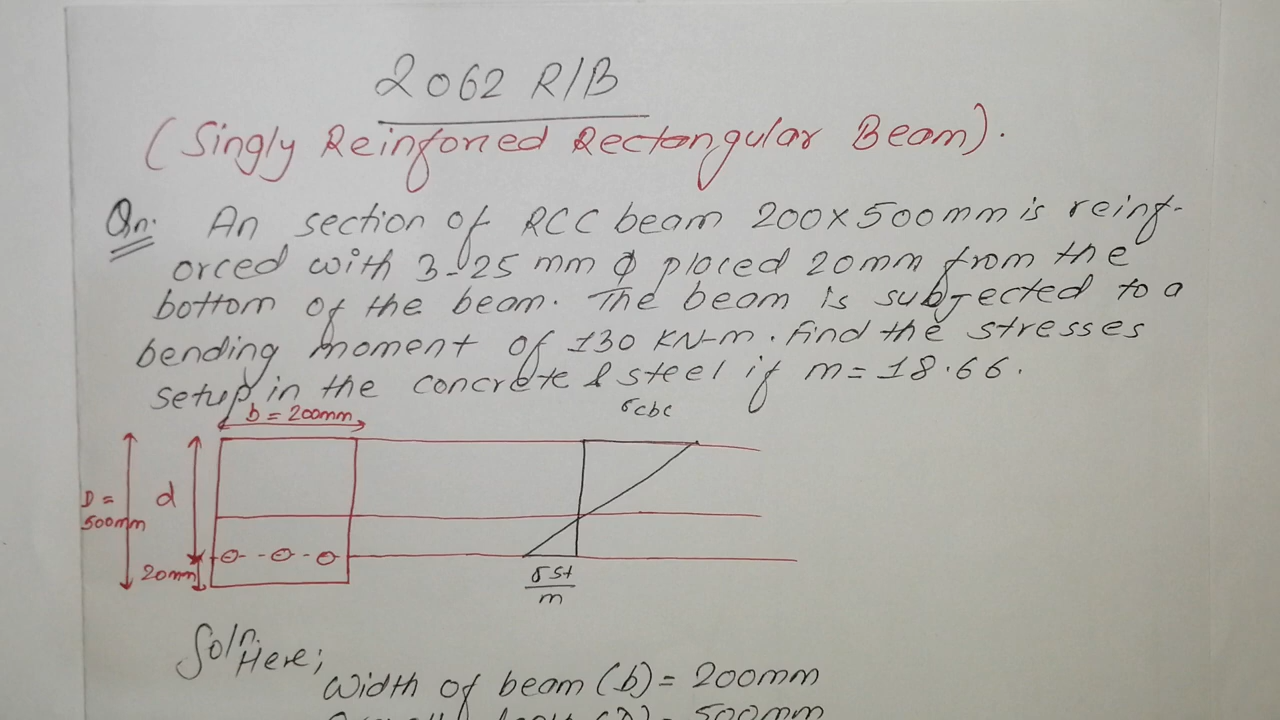 2062 R/B
(Singly Reinforced Rectangular Beam).
Qn. An section of RCC beam 200x500mm is reinf-
orced with 3-25 mm ϕ placed 20mm from the
bottom of the beam. The beam is subjected to a
bending moment of 130 KN-m. Find the stresses
setup in the concrete & steel if m = 18.66.
b = 200mm
σcbc
D =
500mm
d
20mm
σst
m
Soln.
Here;
Width of beam (b) = 200mm
(D) = 500mm